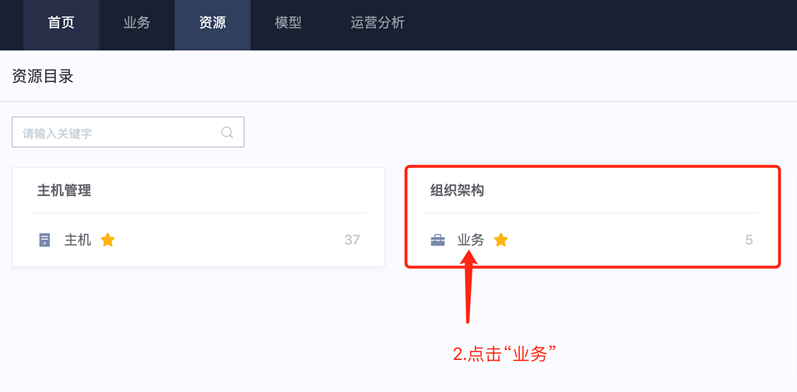 首页 业务 资源 模型 运营分析
资源目录
请输入关键字
主机管理
主机 37
组织架构
业务 5
2.点击“业务”